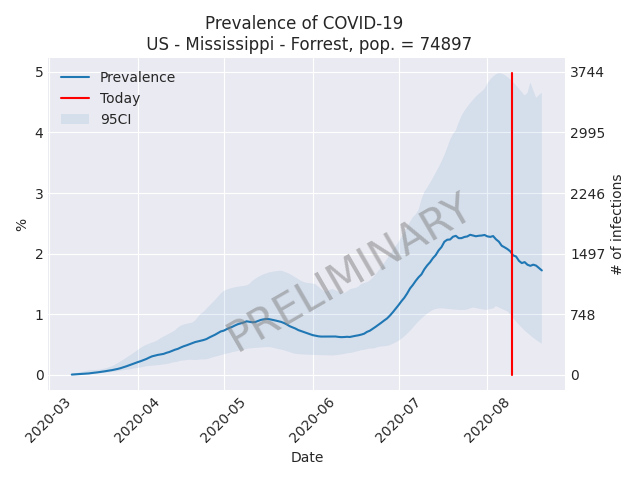 Prevalence of COVID-19
US - Mississippi - Forrest, pop. = 74897
Prevalence
Today
95CI
5
4
3
2
1
0
%
3744
2995
2246
1497
748
0
# of infections
PRELIMINARY
2020-03
2020-04
2020-05
2020-06
2020-07
2020-08
Date